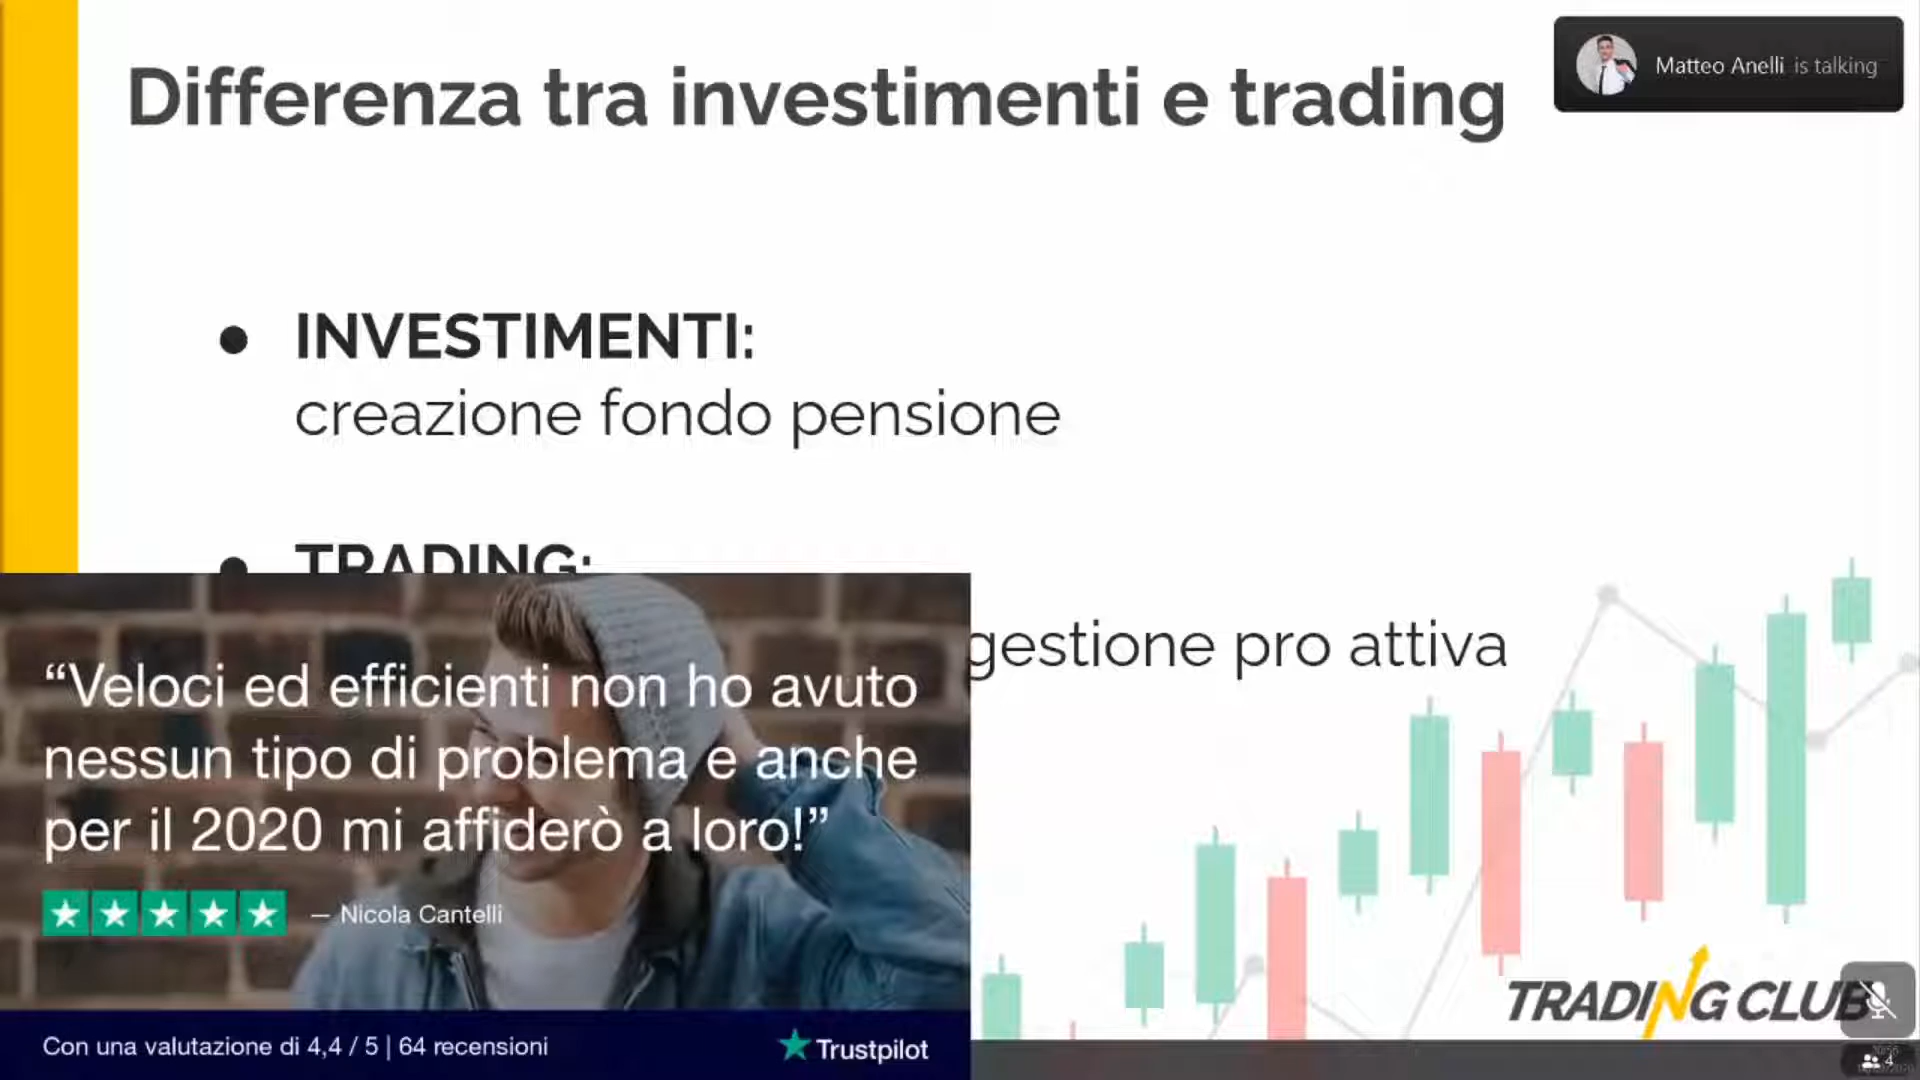 Differenza tra investimenti e trading
Matteo Anelli is talking
● INVESTIMENTI:
creazione fondo pensione
● TRADING:
gestione pro attiva
“Veloci ed efficienti non ho avuto
nessun tipo di problema e anche
per il 2020 mi affiderò a loro!”
— Nicola Cantelli
Con una valutazione di 4,4 / 5 | 64 recensioni
Trustpilot
TRADING CLUB
4